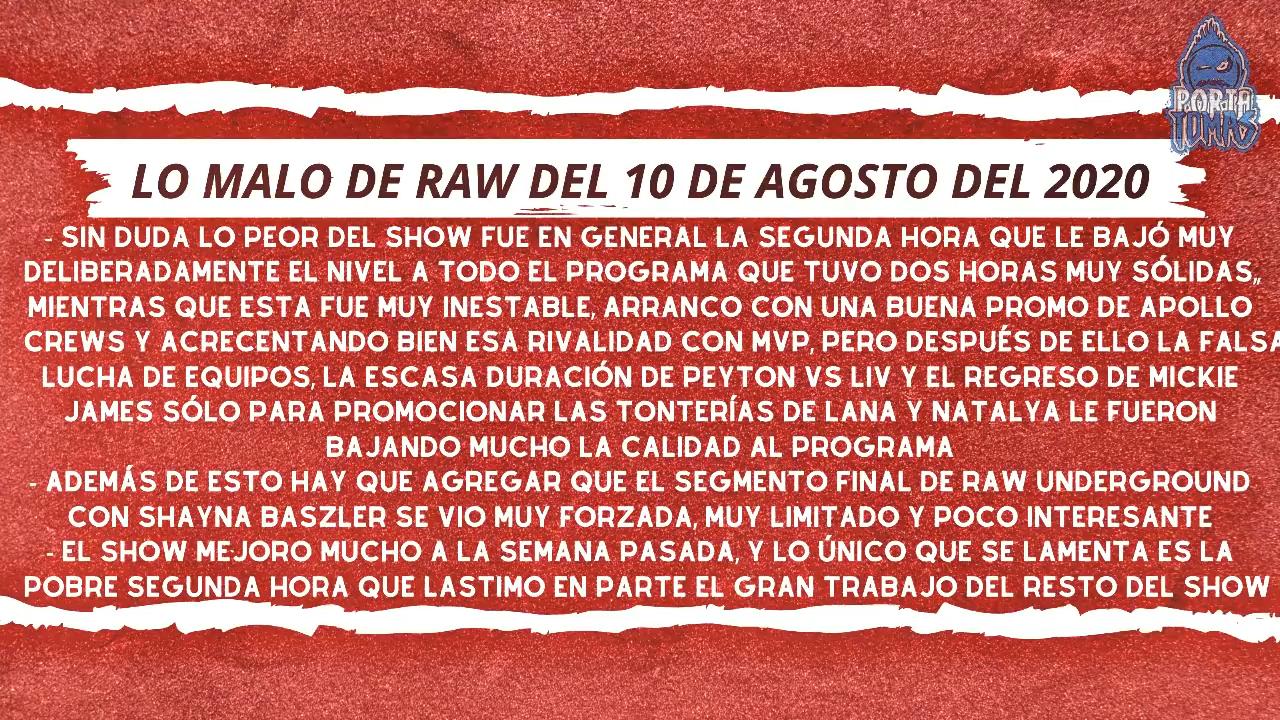 PORTA
TUMAS
LO MALO DE RAW DEL 10 DE AGOSTO DEL 2020
- SIN DUDA LO PEOR DEL SHOW FUE EN GENERAL LA SEGUNDA HORA QUE LE BAJÓ MUY
DELIBERADAMENTE EL NIVEL A TODO EL PROGRAMA QUE TUVO DOS HORAS MUY SÓLIDAS,,
MIENTRAS QUE ESTA FUE MUY INESTABLE, ARRANCO CON UNA BUENA PROMO DE APOLLO
CREWS Y ACRECENTANDO BIEN ESA RIVALIDAD CON MVP, PERO DESPUÉS DE ELLO LA FALSA
LUCHA DE EQUIPOS, LA ESCASA DURACIÓN DE PEYTON VS LIV Y EL REGRESO DE MICKIE
JAMES SÓLO PARA PROMOCIONAR LAS TONTERÍAS DE LANA Y NATALYA LE FUERON
BAJANDO MUCHO LA CALIDAD AL PROGRAMA
- ADEMÁS DE ESTO HAY QUE AGREGAR QUE EL SEGMENTO FINAL DE RAW UNDERGROUND
CON SHAYNA BASZLER SE VIO MUY FORZADA, MUY LIMITADO Y POCO INTERESANTE
- EL SHOW MEJORO MUCHO A LA SEMANA PASADA, Y LO ÚNICO QUE SE LAMENTA ES LA
POBRE SEGUNDA HORA QUE LASTIMO EN PARTE EL GRAN TRABAJO DEL RESTO DEL SHOW